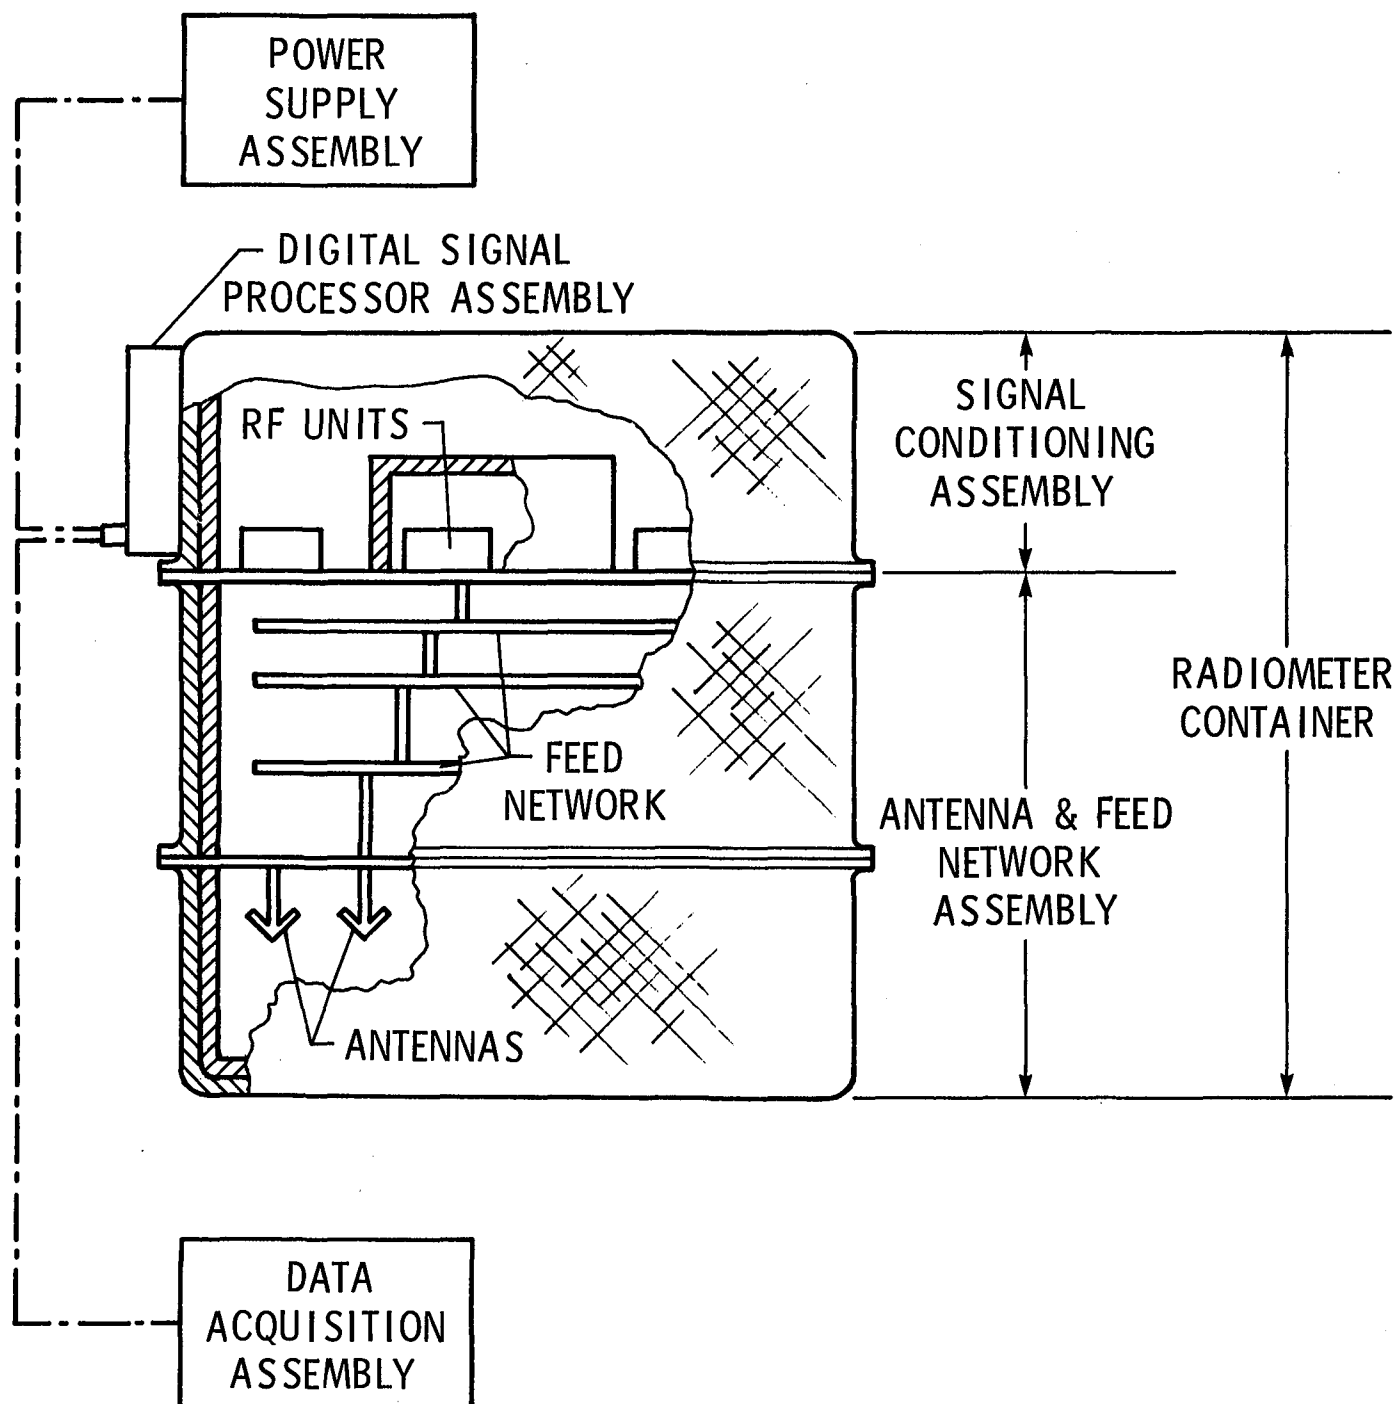 POWER
SUPPLY
ASSEMBLY
DIGITAL SIGNAL
PROCESSOR ASSEMBLY
RF UNITS
SIGNAL
CONDITIONING
ASSEMBLY
RADIOMETER
CONTAINER
FEED
NETWORK
ANTENNA & FEED
NETWORK
ASSEMBLY
ANTENNAS
DATA
ACQUISITION
ASSEMBLY